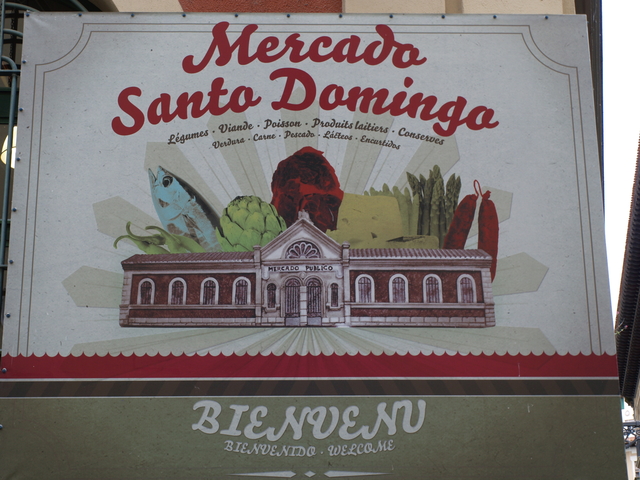 Mercado
Santo Domingo
Légumes · Viande · Poisson · Produits laitiers · Conserves
Verdura · Carne · Pescado · Lácteos · Encurtidos
MERCADO PUBLICO
BIENVENU
BIENVENIDO · WELCOME